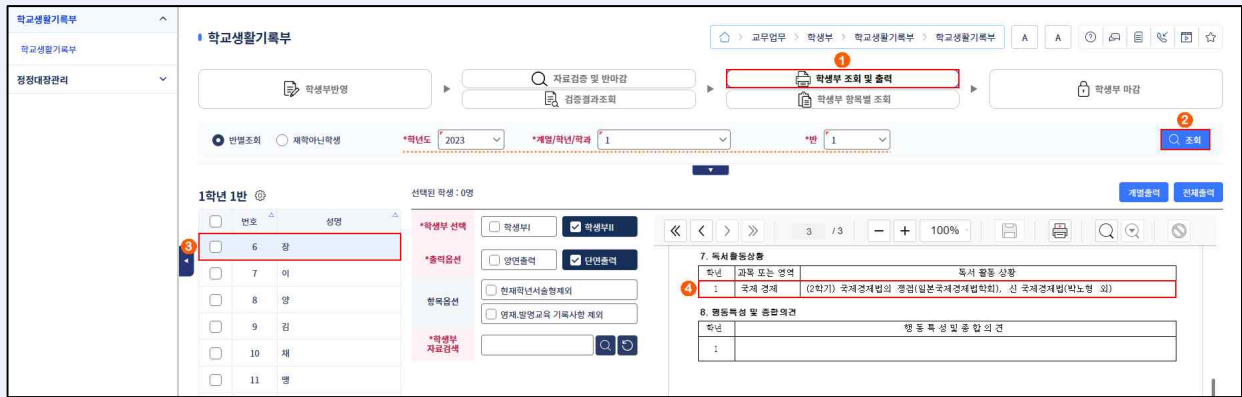 학교생활기록부
학교생활기록부
정정대장관리
학교생활기록부
교무업무 > 학생부 > 학교생활기록부 > 학교생활기록부
A A
1
학생부반영
자료검증 및 반마감
검증결과조회
학생부 조회 및 출력
학생부 항목별 조회
학생부 마감
2
반별조회 재학아닌학생 *학년도 2023 *계열/학년/학과 1 *반 1 조회
1학년 1반
선택된 학생 : 0명
개별출력 전체출력
번호 성명
3
6 장
7 이
8 양
9 김
10 채
11 맹
*학생부 선택 학생부I 학생부II
*출력옵션 양면출력 단면출력
항목옵션 현재학년서술형제외
영재.발명교육 기록사항 제외
*학생부
자료검색
3 /3 100%
7. 독서활동상황
학년 과목 또는 영역 독서 활동 상황
4
1 국제 경제 (2학기) 국제경제법의 쟁점(일본국제경제법학회), 신 국제경제법(박노형 외)
8. 행동특성 및 종합의견
학년 행 동 특 성 및 종 합 의 견
1